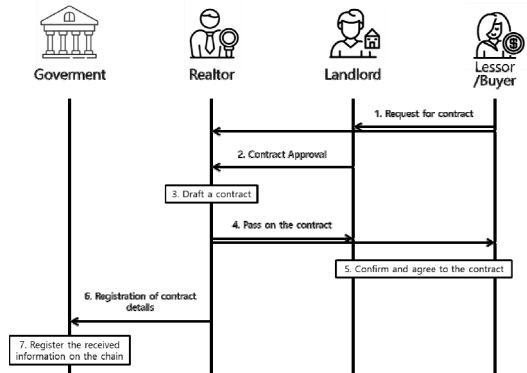 Goverment
Realtor
Landlord
Lessor
/Buyer
1. Request for contract
2. Contract Approval
3. Draft a contract
4. Pass on the contract
5. Confirm and agree to the contract
6. Registration of contract
details
7. Register the received
information on the chain